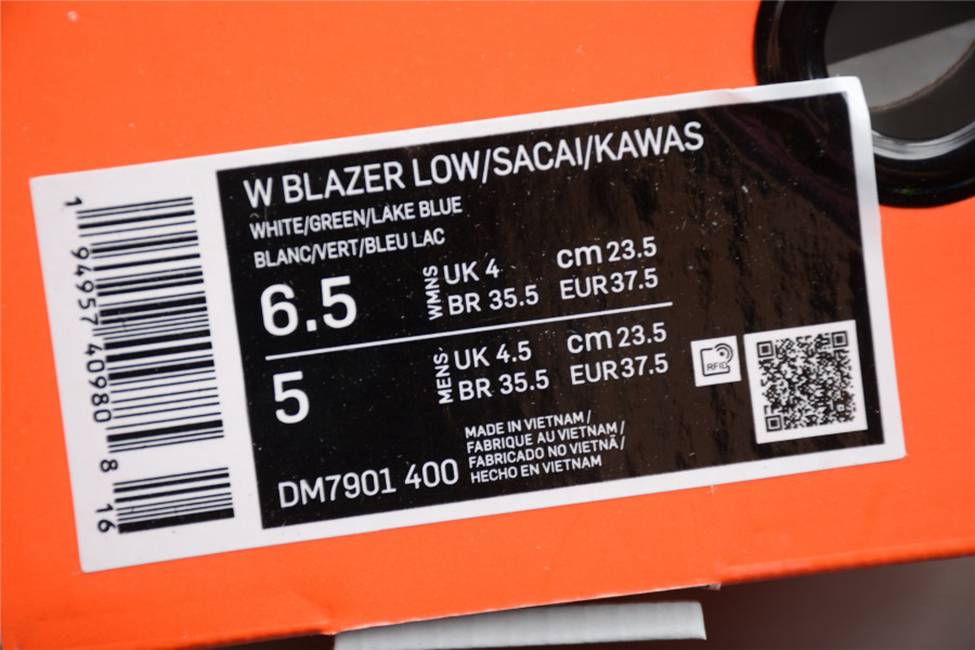 W BLAZER LOW/SACAI/KAWAS
WHITE/GREEN/LAKE BLUE
BLANC/VERT/BLEU LAC
6.5
WMNS
UK 4
BR 35.5
cm 23.5
EUR 37.5
5
MENS'
UK 4.5
BR 35.5
cm 23.5
EUR 37.5
RFID
DM7901 400
MADE IN VIETNAM /
FABRIQUE AU VIETNAM /
FABRICADO NO VIETNÃ /
HECHO EN VIETNAM
1 94957 40980 8 16